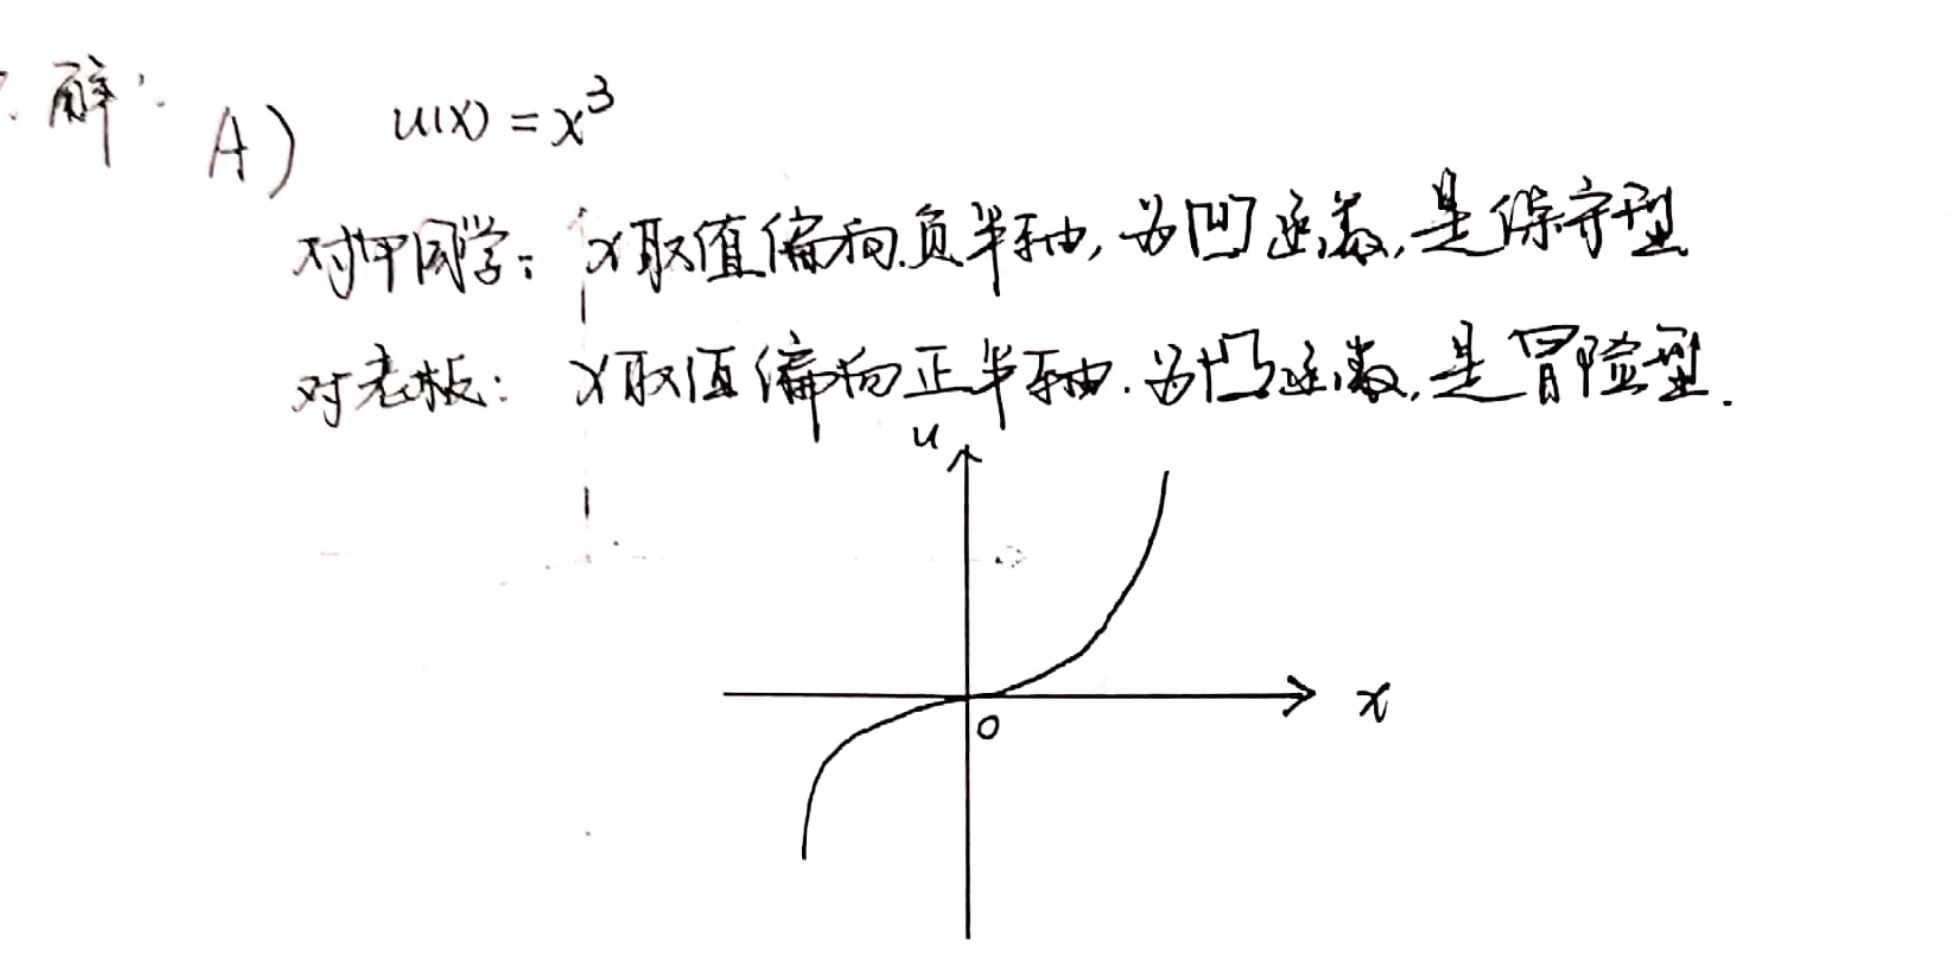 解: A) u(x) = x³
对甲同学: x取值偏向负半轴, 为凹函数, 是保守型
对老板: x取值偏向正半轴. 为凸函数, 是冒险型.
u
x
0